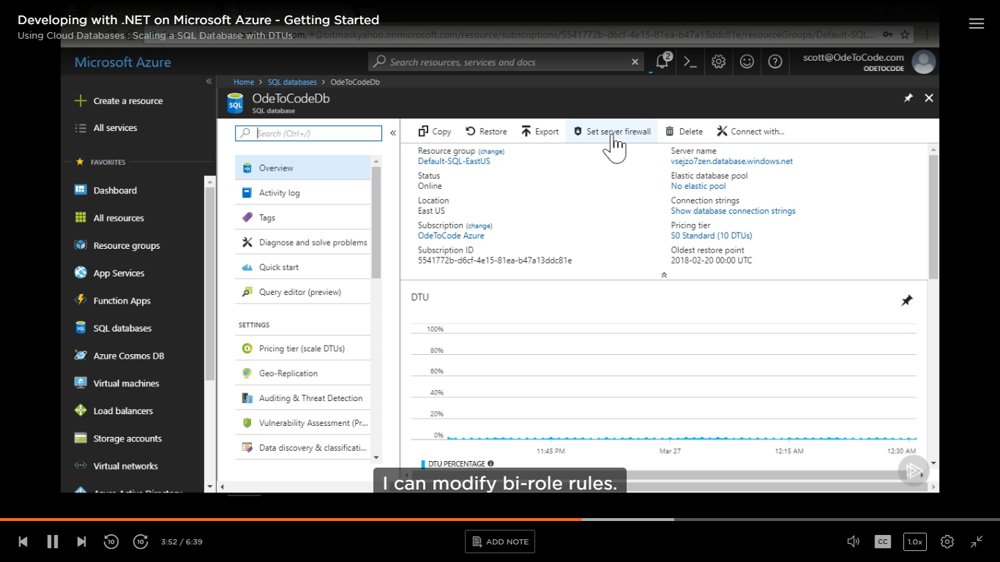 Developing with .NET on Microsoft Azure - Getting Started
Using Cloud Databases : Scaling a SQL Database with DTUs
m/#@bitmaskyahoo.onmicrosoft.com/resource/subscriptions/5541772b-d6cf-4e15-81ea-b47a13ddc81e/resourceGroups/Default-SQL...
Microsoft Azure
Search resources, services and docs
2
scott@OdeToCode.com
ODETOCODE
Home > SQL databases > OdeToCodeDb
SQL
OdeToCodeDb
SQL database
Create a resource
All services
FAVORITES
Dashboard
All resources
Resource groups
App Services
Function Apps
SQL databases
Azure Cosmos DB
Virtual machines
Load balancers
Storage accounts
Virtual networks
Azure Active Directory
Search (Ctrl+/)
Overview
Activity log
Tags
Diagnose and solve problems
Quick start
Query editor (preview)
SETTINGS
Pricing tier (scale DTUs)
Geo-Replication
Auditing & Threat Detection
Vulnerability Assessment (Pr...
Data discovery & classificati...
Copy Restore Export Set server firewall Delete Connect with...
Resource group (change)
Default-SQL-EastUS
Status
Online
Location
East US
Subscription (change)
OdeToCode Azure
Subscription ID
5541772b-d6cf-4e15-81ea-b47a13ddc81e
Server name
vsejzo7zen.database.windows.net
Elastic database pool
No elastic pool
Connection strings
Show database connection strings
Pricing tier
S0 Standard (10 DTUs)
Oldest restore point
2018-02-20 00:00 UTC
DTU
100%
80%
60%
40%
20%
0%
11:45 PM Mar 27 12:15 AM 12:30 AM
DTU PERCENTAGE
I can modify bi-role rules.
10 10 3:52 / 6:39
ADD NOTE
CC 1.0x